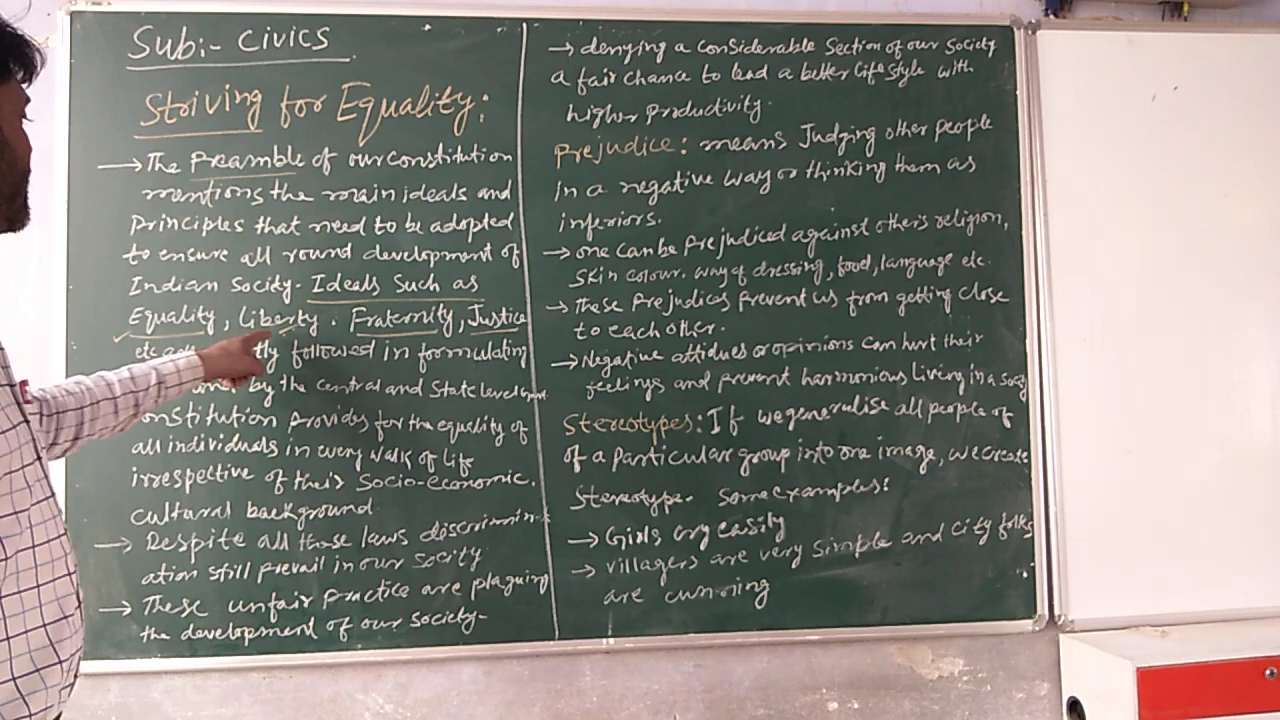 Sub:- Civics
Striving for Equality:
→ The Preamble of our constitution
mentions the main ideals and
Principles that need to be adopted
to ensure all round development of
Indian Society. Ideals Such as
Equality, Liberty. Fraternity, Justice
etc followed in formulating
by the central and State level
onstitution provides for the equality of
all individuals in every walk of life
irrespective of their Socio-economic.
cultural background
→ Despite all those laws discrimin-
ation still prevail in our socity
→ These unfair practice are plaguing
the development of our society-
→ denying a considerable Section of our Society
a fair chance to lead a better life style with
higher Productivity.
Prejudice: means Judging other people
in a negative way or thinking them as
inferiors.
→ one can be prejudiced against other's religion,
Skin colour. way of dressing, food, language etc.
→ These Prejudices prevent us from getting close
to each other.
→ Negative attidues or opinions can hurt their
feelings and prevent harmonious Living in a Socity
Stereotypes: If we generalise all people of
of a particular group into one image, we create
Stereotype. Some examples:
→ Girls cry easily
→ villagers are very simple and city folks
are cunning